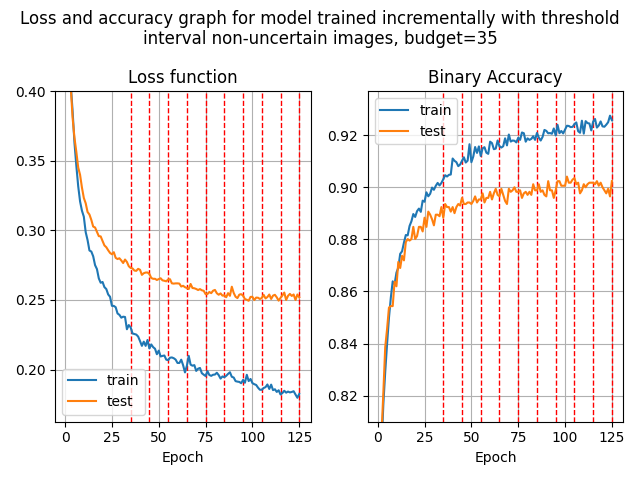 Loss and accuracy graph for model trained incrementally with threshold
interval non-uncertain images, budget=35
Loss function
0.40
0.35
0.30
0.25
0.20
train
test
0 25 50 75 100 125
Epoch
Binary Accuracy
train
test
0.92
0.90
0.88
0.86
0.84
0.82
0 25 50 75 100 125
Epoch